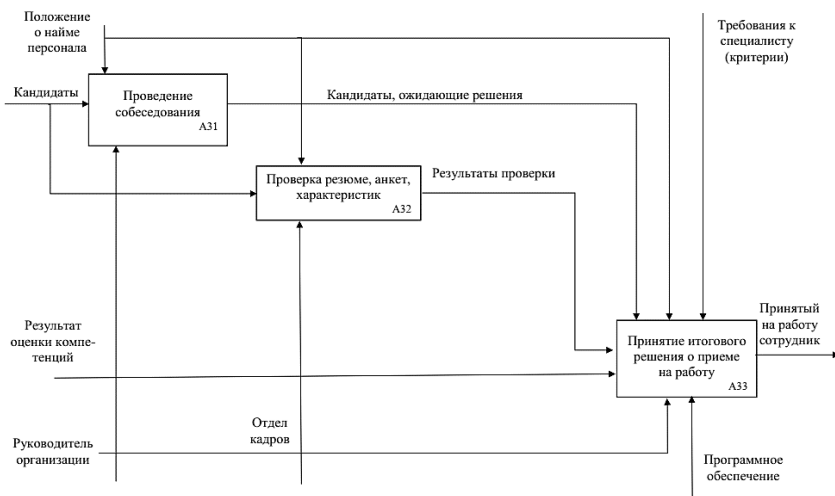 Положение
о найме
персонала
Требования к
специалисту
(критерии)
Кандидаты
Проведение
собеседования
А31
Кандидаты, ожидающие решения
Проверка резюме, анкет,
характеристик
А32
Результаты проверки
Результат
оценки компе-
тенций
Принятие итогового
решения о приеме
на работу
А33
Принятый
на работу
сотрудник
Руководитель
организации
Отдел
кадров
Программное
обеспечение